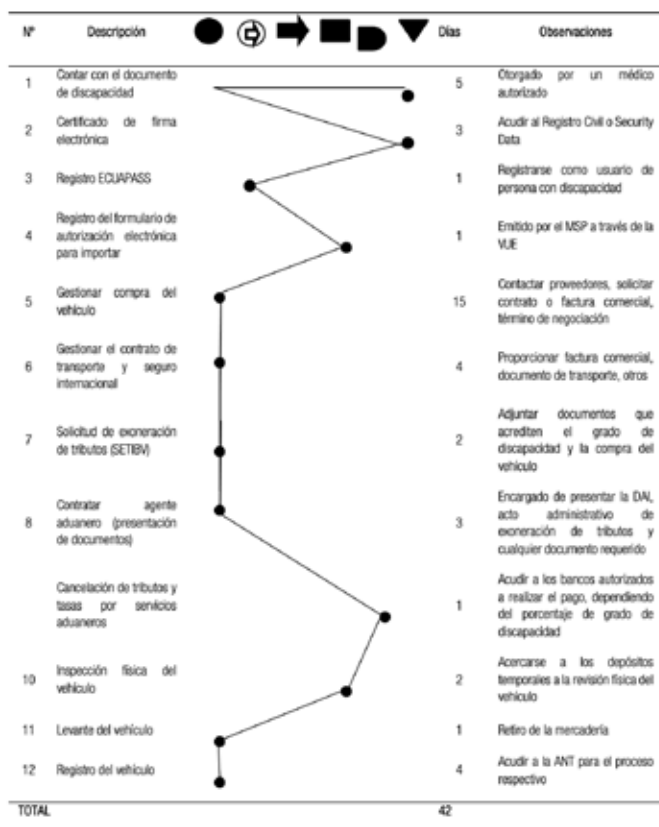 Nº Descripción Días Observaciones
1 Contar con el documento de discapacidad 5 Otorgado por un médico autorizado
2 Certificado de firma electrónica 3 Acudir al Registro Civil o Security Data
3 Registro ECUAPASS 1 Registrarse como usuario de persona con discapacidad
4 Registro del formulario de autorización electrónica para importar 1 Emitido por el MSP a través de la VUE
5 Gestionar compra del vehículo 15 Contactar proveedores, solicitar contrato o factura comercial, término de negociación
6 Gestionar el contrato de transporte y seguro internacional 4 Proporcionar factura comercial, documento de transporte, otros
7 Solicitud de exoneración de tributos (SETIBV) 2 Adjuntar documentos que acrediten el grado de discapacidad y la compra del vehículo
8 Contratar agente aduanero (presentación de documentos) 3 Encargado de presentar la DAI, acto administrativo de exoneración de tributos y cualquier documento requerido
Cancelación de tributos y tasas por servicios aduaneros 1 Acudir a los bancos autorizados a realizar el pago, dependiendo del porcentaje de grado de discapacidad
10 Inspección física del vehículo 2 Acercarse a los depósitos temporales a la revisión física del vehículo
11 Levante del vehículo 1 Retiro de la mercadería
12 Registro del vehículo 4 Acudir a la ANT para el proceso respectivo
TOTAL 42